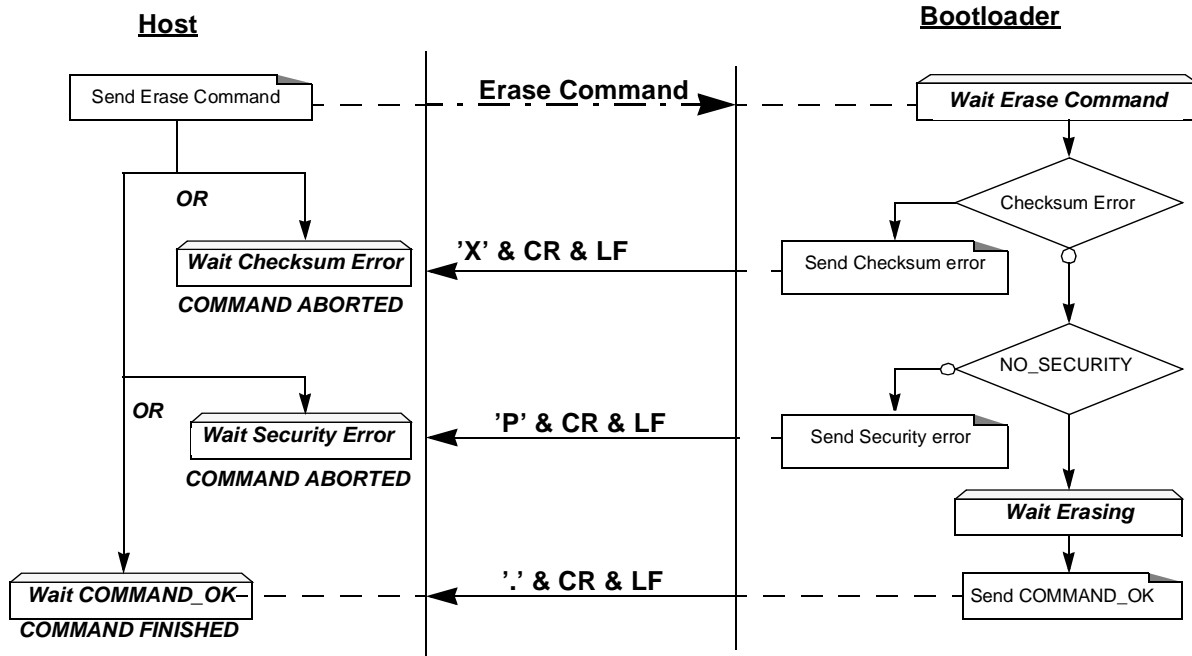 Host
Bootloader
Send Erase Command
Erase Command
Wait Erase Command
OR
Checksum Error
Wait Checksum Error
’X’ & CR & LF
Send Checksum error
COMMAND ABORTED
NO_SECURITY
OR
Wait Security Error
’P’ & CR & LF
Send Security error
COMMAND ABORTED
Wait Erasing
Wait COMMAND_OK
’.’ & CR & LF
Send COMMAND_OK
COMMAND FINISHED